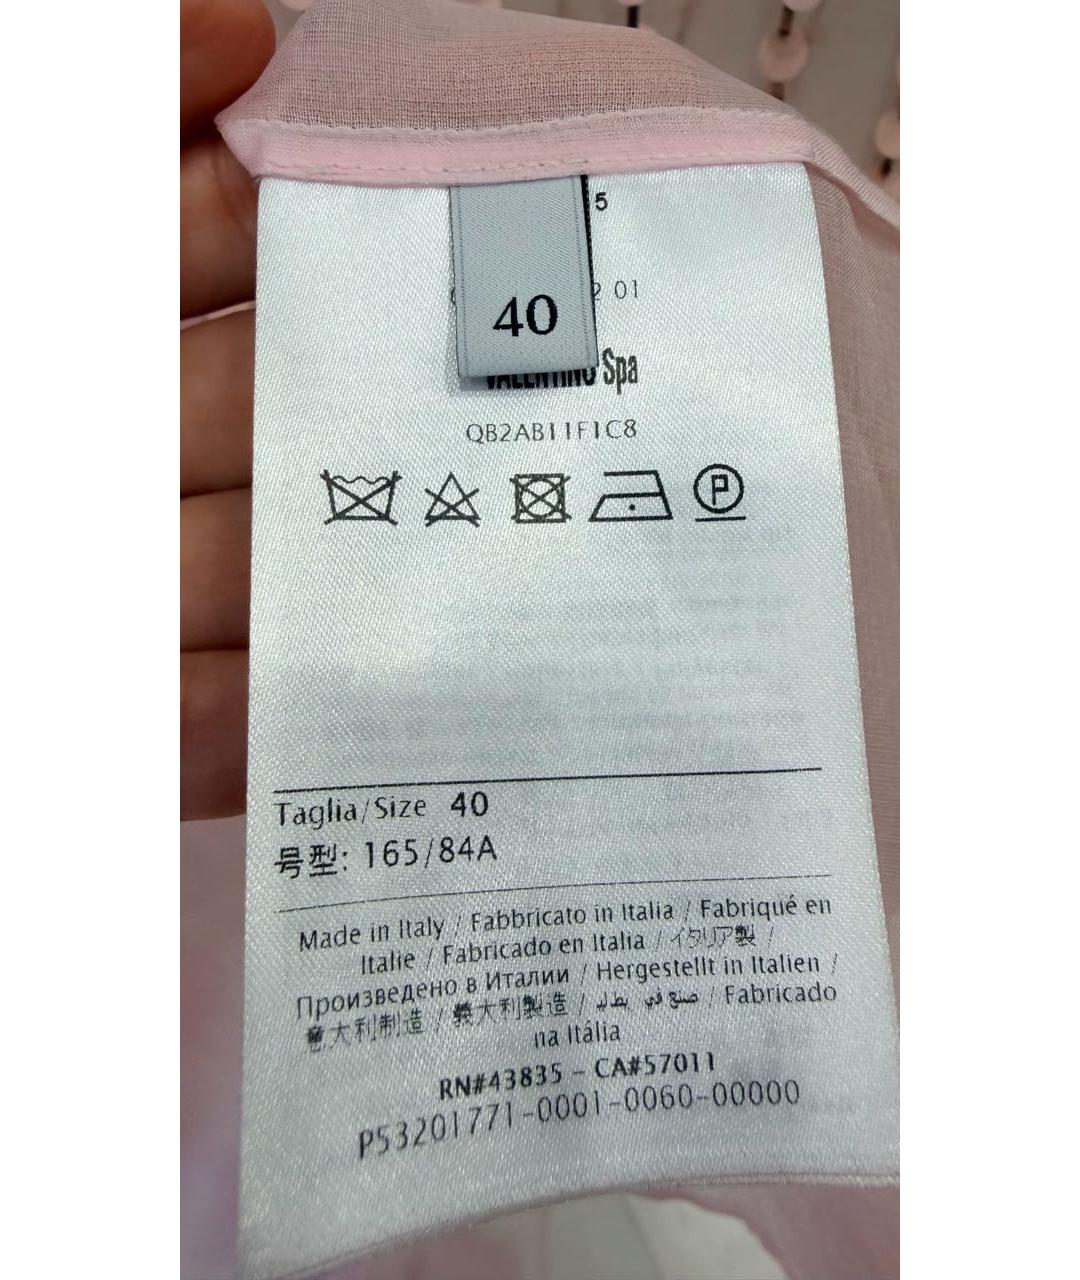 5
40
2 01
VALENTINO Spa
QB2AB11F1C8
P
Taglia/Size 40
号型: 165/84A
Made in Italy / Fabbricato in Italia / Fabriqué en
Italie / Fabricado en Italia / イタリア製 /
Произведено в Италии / Hergestellt in Italien /
意大利制造 / 義大利製造 / صنع في يطاليا / Fabricado
na Itália
RN#43835 - CA#57011
P53201771-0001-0060-00000